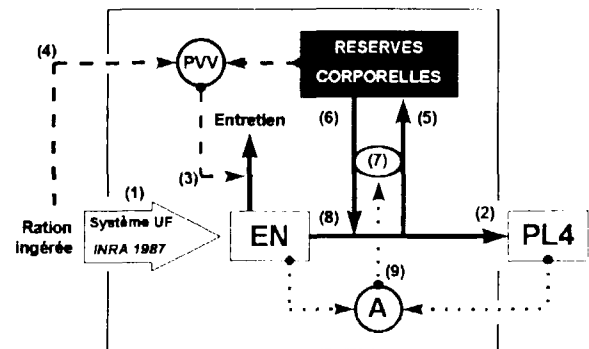 (4)
PVV
RESERVES
CORPORELLES
Entretien
(6)
(5)
(3)
(7)
(1)
Ration
ingérée
Système UF
INRA 1987
EN
(8)
(2)
PL4
(9)
A